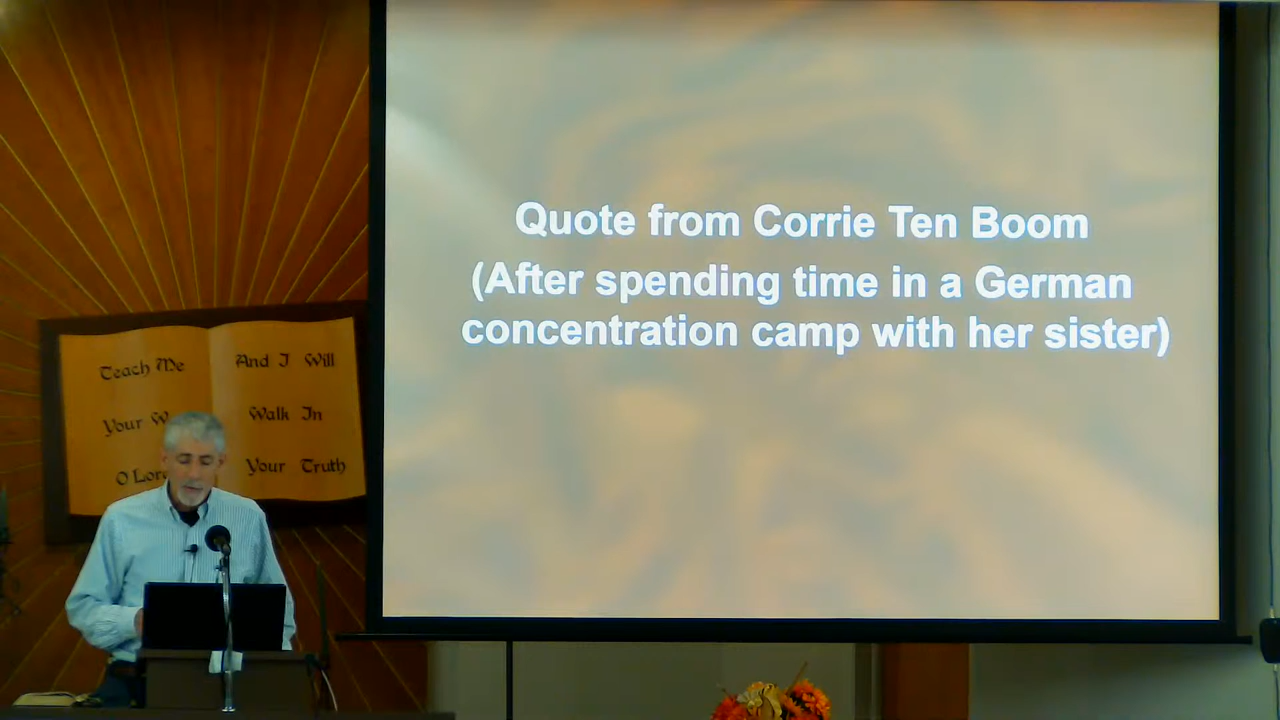 Quote from Corrie Ten Boom
(After spending time in a German
concentration camp with her sister)
Teach Me
Your
O
And I Will
Walk In
Your Truth